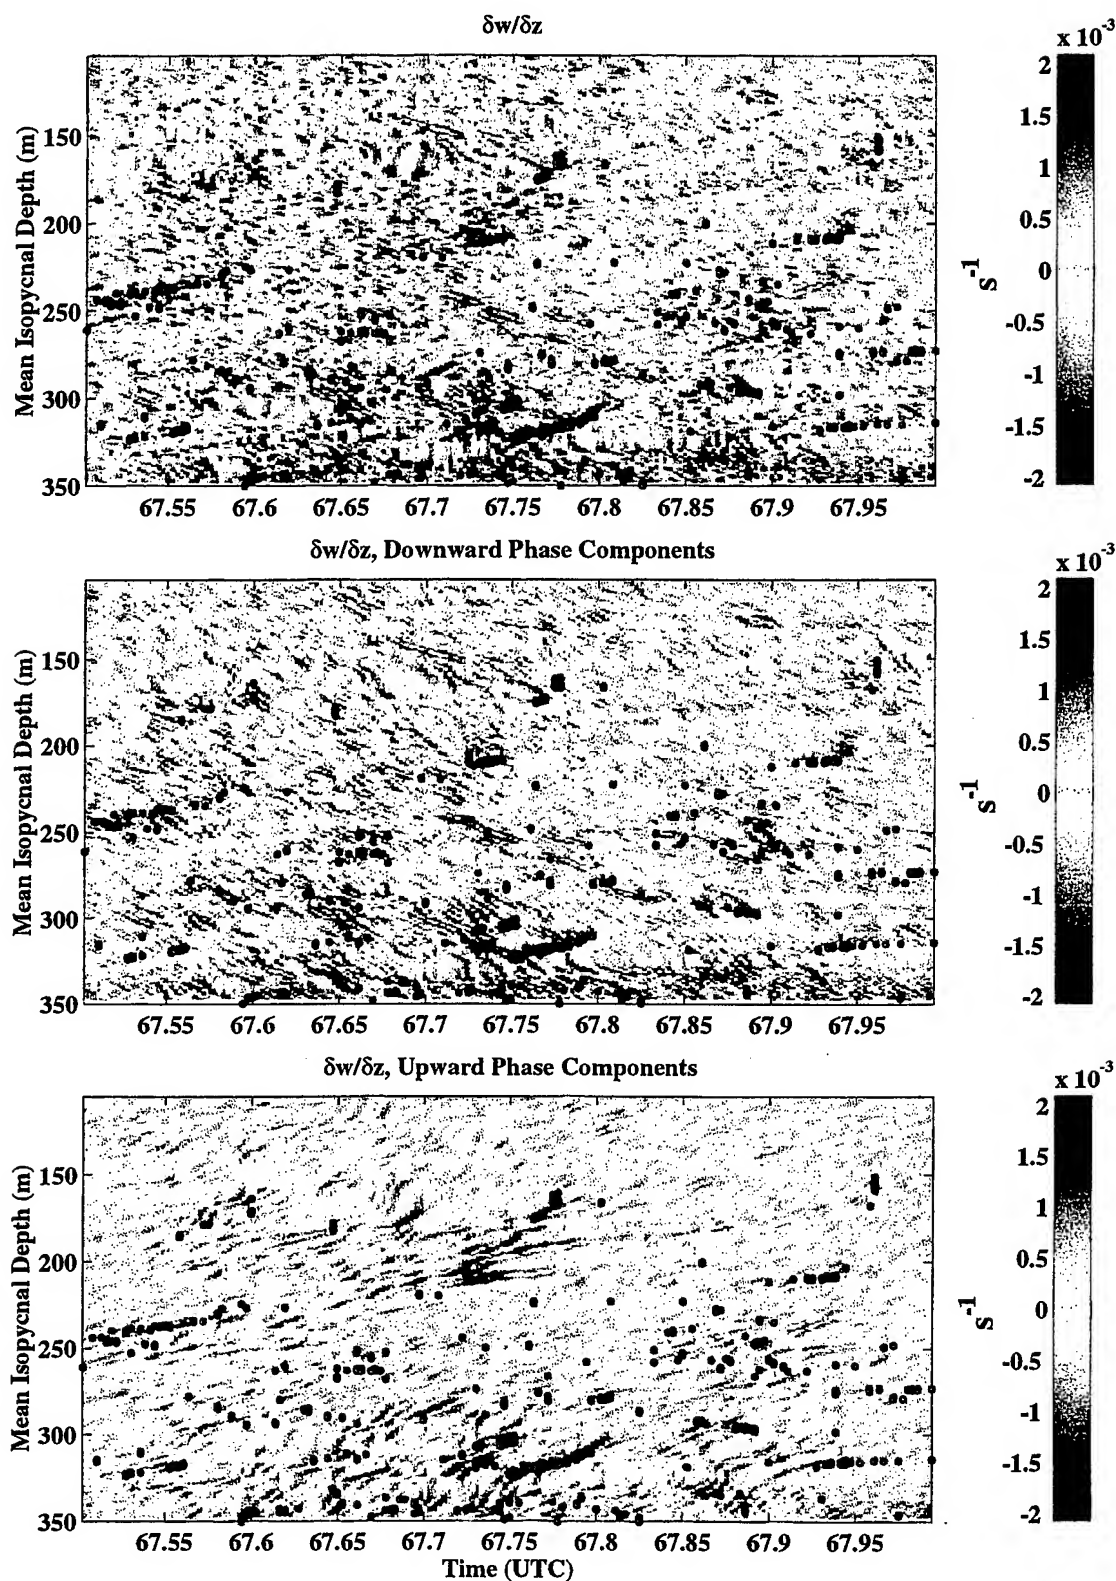 δw/δz
x 10-3
Mean Isopycnal Depth (m)
150
200
250
300
350
67.55 67.6 67.65 67.7 67.75 67.8 67.85 67.9 67.95
2
1.5
1
0.5
0
-0.5
-1
-1.5
-2
s-1
δw/δz, Downward Phase Components
x 10-3
Mean Isopycnal Depth (m)
150
200
250
300
350
67.55 67.6 67.65 67.7 67.75 67.8 67.85 67.9 67.95
2
1.5
1
0.5
0
-0.5
-1
-1.5
-2
s-1
δw/δz, Upward Phase Components
x 10-3
Mean Isopycnal Depth (m)
150
200
250
300
350
67.55 67.6 67.65 67.7 67.75 67.8 67.85 67.9 67.95
Time (UTC)
2
1.5
1
0.5
0
-0.5
-1
-1.5
-2
s-1